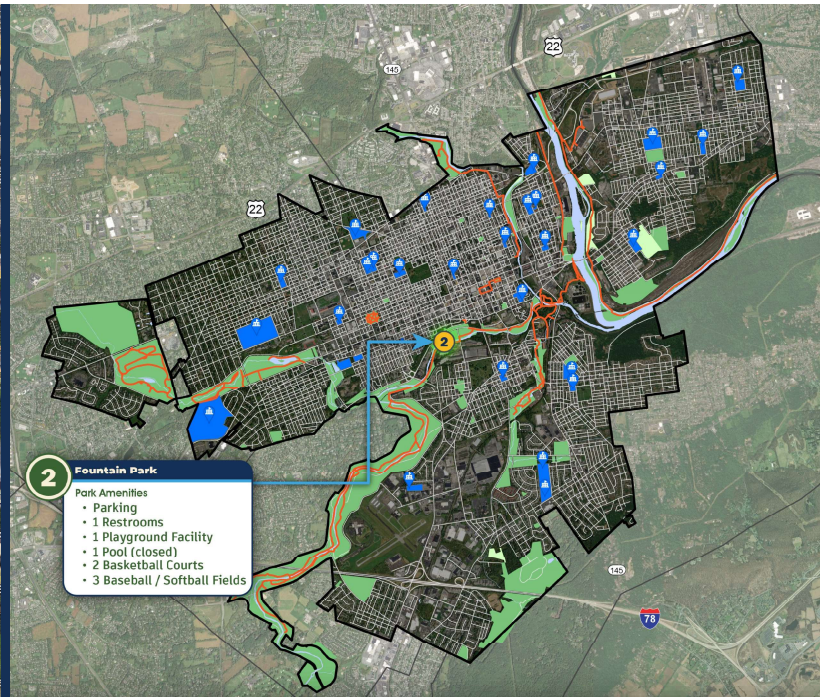 22
145
22
2
2
Fountain Park
Park Amenities
• Parking
• 1 Restrooms
• 1 Playground Facility
• 1 Pool (closed)
• 2 Basketball Courts
• 3 Baseball / Softball Fields
145
78